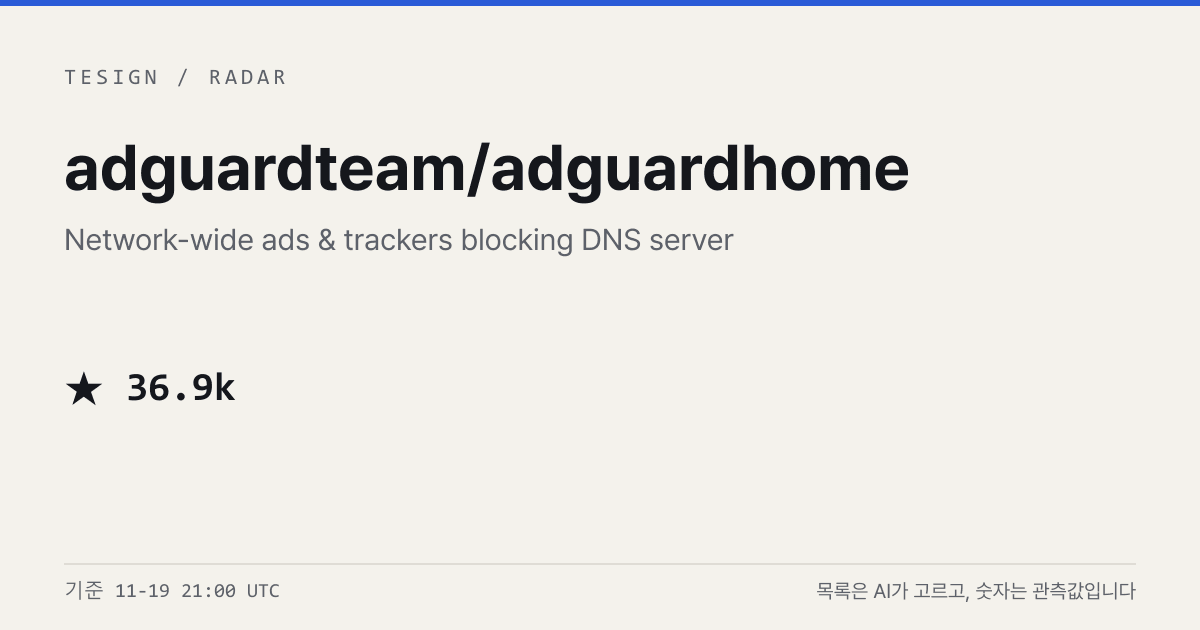 TESIGN / RADAR
adguardteam/adguardhome
Network-wide ads & trackers blocking DNS server
★ 36.9k
기준 11-19 21:00 UTC
목록은 AI가 고르고, 숫자는 관측값입니다